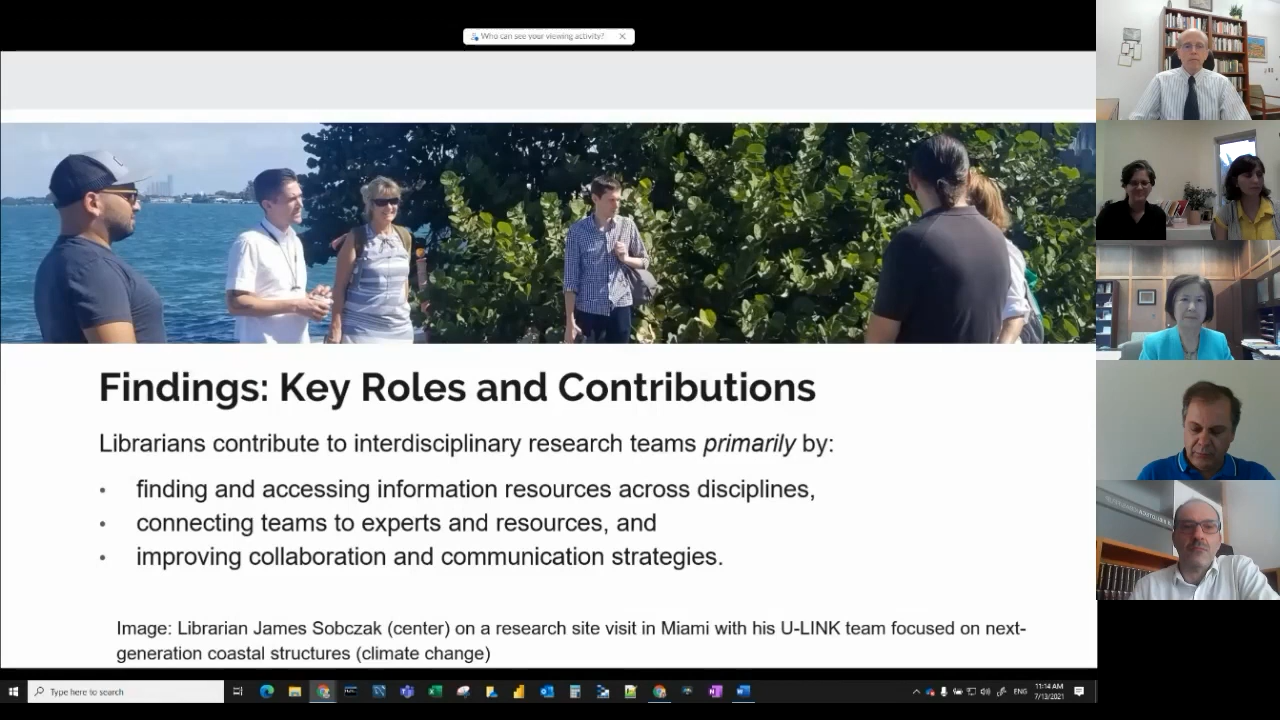 Who can see your viewing activity?
Findings: Key Roles and Contributions
Librarians contribute to interdisciplinary research teams primarily by:
• finding and accessing information resources across disciplines,
• connecting teams to experts and resources, and
• improving collaboration and communication strategies.
Image: Librarian James Sobczak (center) on a research site visit in Miami with his U-LINK team focused on next-
generation coastal structures (climate change)
Type here to search
ENG
11:14 AM
7/13/2021